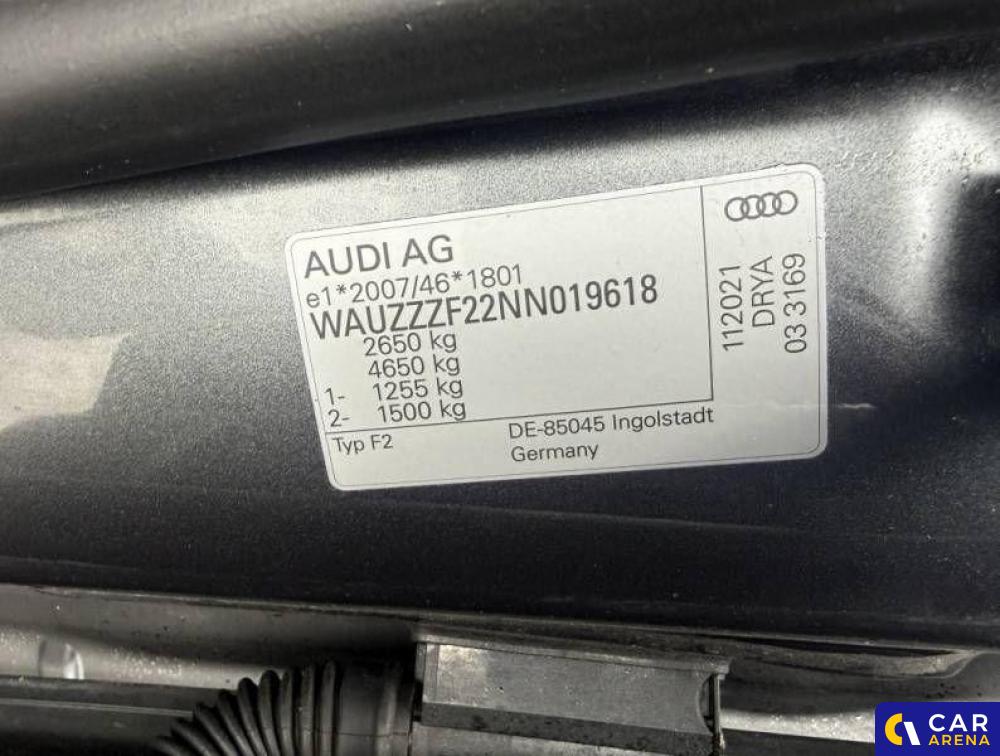 AUDI AG
e1*2007/46*1801
WAUZZZF22NN019618
2650 kg
4650 kg
1- 1255 kg
2- 1500 kg
Typ F2
DE-85045 Ingolstadt
Germany
112021
DRYA
03 3169
CAR
ARENA